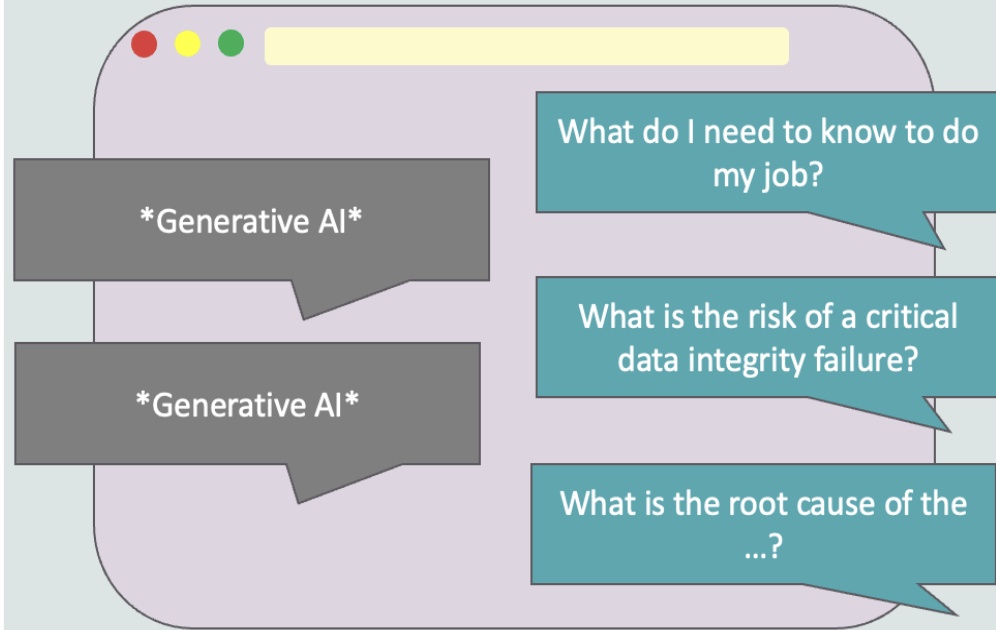 What do I need to know to do
my job?
*Generative AI*
What is the risk of a critical
data integrity failure?
*Generative AI*
What is the root cause of the
...?